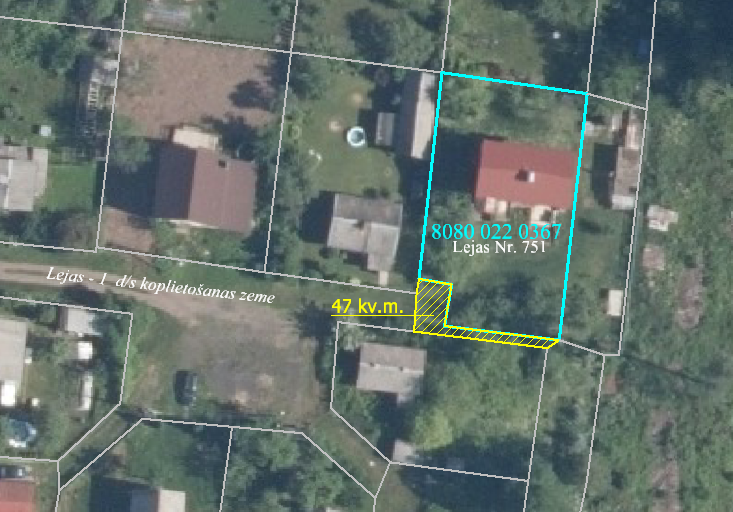 8080 022 0367
Lejas Nr. 751
Lejas - 1 d/s koplietošanas zeme
47 kv.m.